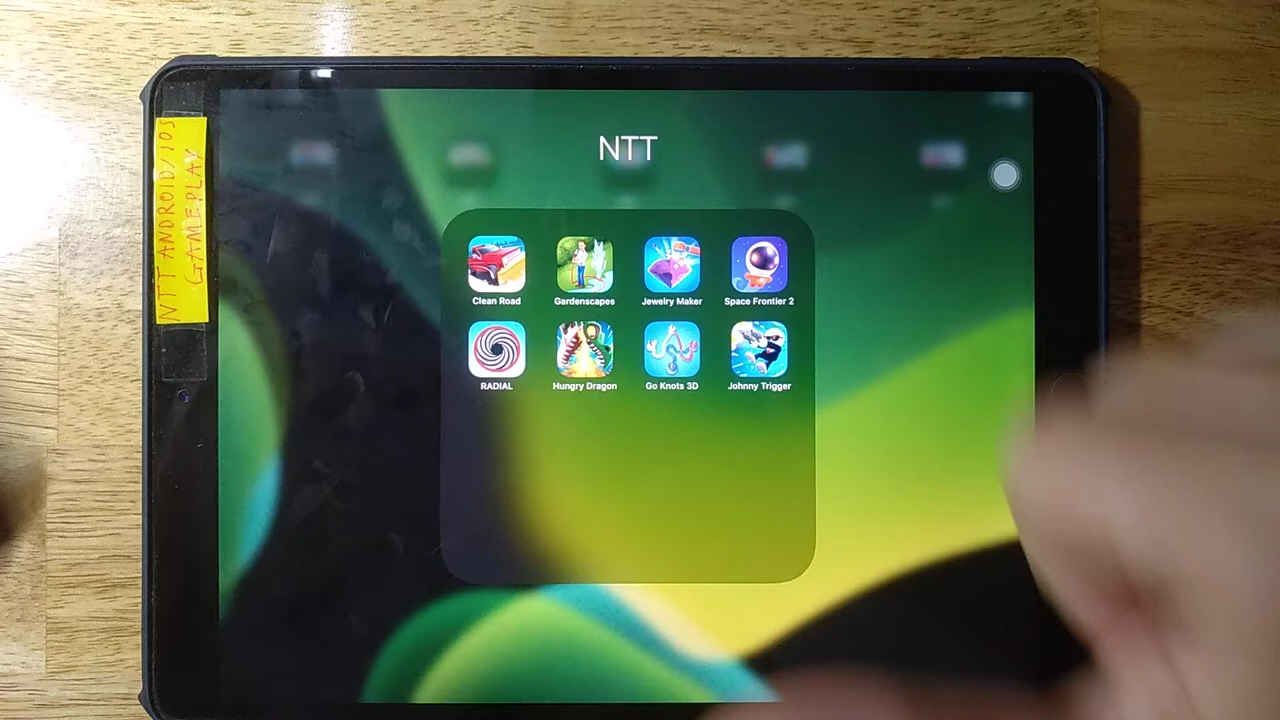 NTT ANDROID/IOS
GAMEPLAY
NTT
Clean Road
Gardenscapes
Jewelry Maker
Space Frontier 2
RADIAL
Hungry Dragon
Go Knots 3D
Johnny Trigger